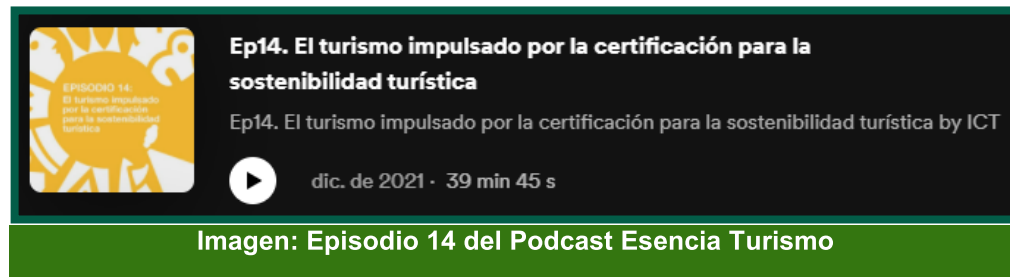 EPISODIO 14:
El turismo impulsado
por la certificación
para la sostenibilidad
turística
Ep14. El turismo impulsado por la certificación para la
sostenibilidad turística
Ep14. El turismo impulsado por la certificación para la sostenibilidad turística by ICT
dic. de 2021 · 39 min 45 s
Imagen: Episodio 14 del Podcast Esencia Turismo